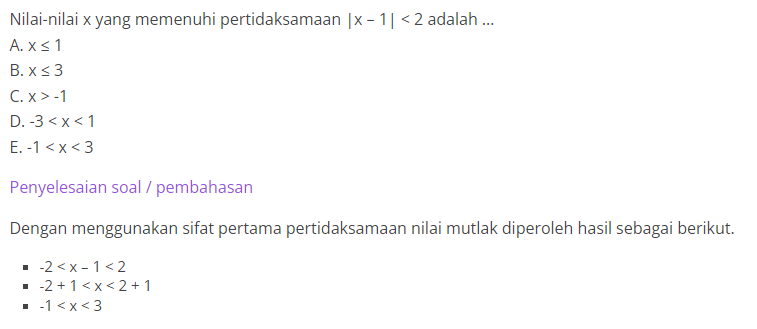 Nilai-nilai x yang memenuhi pertidaksamaan |x – 1| < 2 adalah ...
A. x ≤ 1
B. x ≤ 3
C. x > -1
D. -3 < x < 1
E. -1 < x < 3
Penyelesaian soal / pembahasan
Dengan menggunakan sifat pertama pertidaksamaan nilai mutlak diperoleh hasil sebagai berikut.
▪ -2 < x – 1 < 2
▪ -2 + 1 < x < 2 + 1
▪ -1 < x < 3